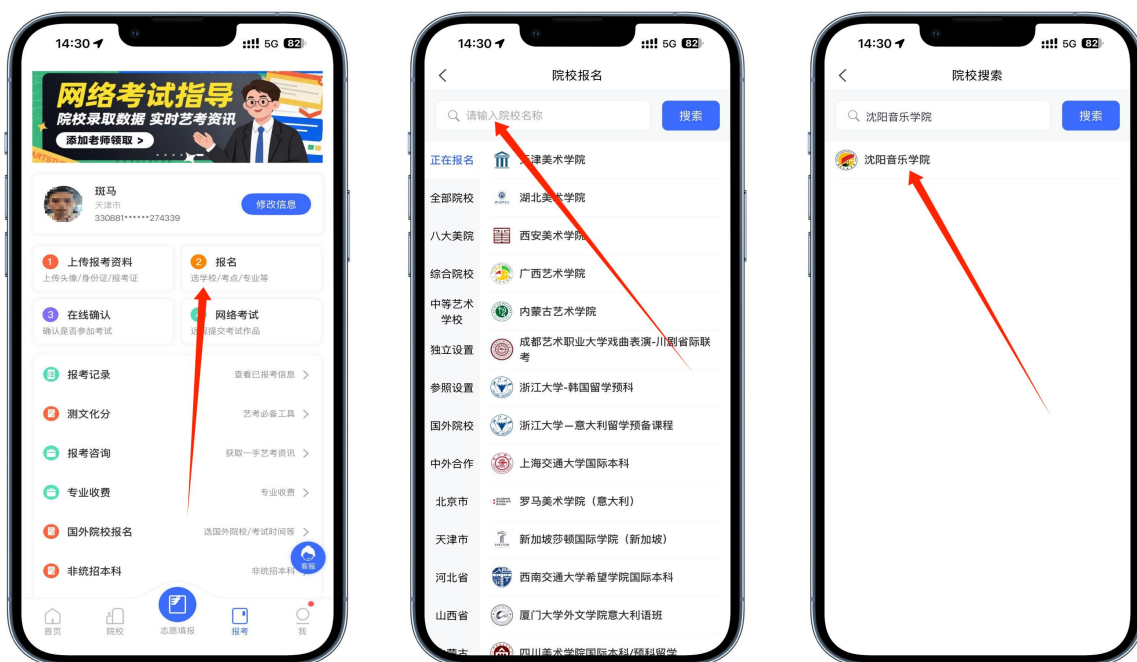 14:30
5G 82
网络考试指导
院校录取数据 实时艺考资讯
添加老师领取 >
斑马
天津市
330881******274339
修改信息
1 上传报考资料
上传头像/身份证/报考证
2 报名
选学校/考点/专业等
3 在线确认
确认是否参加考试
网络考试
提交考试作品
报考记录
查看已报考信息 >
测文化分
艺考必备工具 >
报考咨询
获取一手艺考资讯 >
专业收费
专业收费 >
国外院校报名
选国外院校/考试时间等 >
非统招本科
非统招本科
客服
首页
院校
志愿填报
报考
我
14:30
5G 82
院校报名
请输入院校名称
搜索
正在报名
全部院校
八大美院
综合院校
中等艺术
学校
独立设置
参照设置
国外院校
中外合作
北京市
天津市
河北省
山西省
天津美术学院
湖北美术学院
西安美术学院
广西艺术学院
内蒙古艺术学院
成都艺术职业大学戏曲表演-川剧省际联
考
浙江大学-韩国留学预科
浙江大学—意大利留学预备课程
上海交通大学国际本科
罗马美术学院（意大利）
新加坡莎顿国际学院（新加坡）
西南交通大学希望学院国际本科
厦门大学外文学院意大利语班
四川美术学院国际本科/预科留学
14:30
5G 82
院校搜索
沈阳音乐学院
搜索
沈阳音乐学院